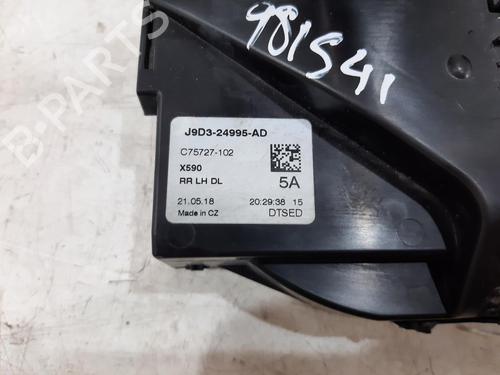 981541
J9D3-24995-AD
C75727-102
X590
RR LH DL
5A
21.05.18 20:29:38 15
Made in CZ DTSED
B-PARTS